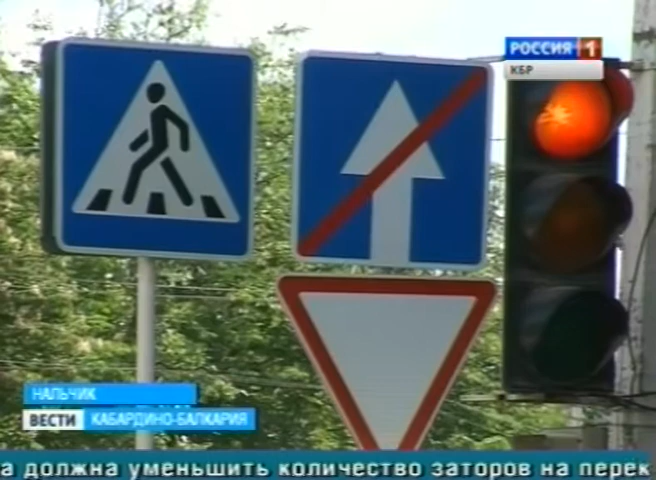 РОССИЯ 1
КБР
НАЛЬЧИК
ВЕСТИ КАБАРДИНО-БАЛКАРИЯ
а должна уменьшить количество заторов на перек